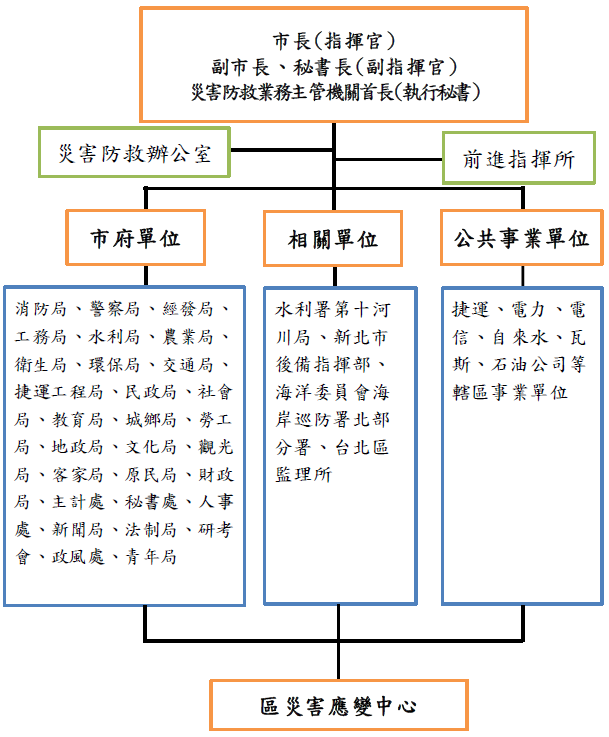 市長(指揮官)
副市長、秘書長(副指揮官)
災害防救業務主管機關首長(執行秘書)
災害防救辦公室
前進指揮所
市府單位
相關單位
公共事業單位
消防局、警察局、經發局、
工務局、水利局、農業局、
衛生局、環保局、交通局、
捷運工程局、民政局、社會
局、教育局、城鄉局、勞工
局、地政局、文化局、觀光
局、客家局、原民局、財政
局、主計處、秘書處、人事
處、新聞局、法制局、研考
會、政風處、青年局
水利署第十河
川局、新北市
後備指揮部、
海洋委員會海
岸巡防署北部
分署、台北區
監理所
捷運、電力、電
信、自來水、瓦
斯、石油公司等
轄區事業單位
區災害應變中心